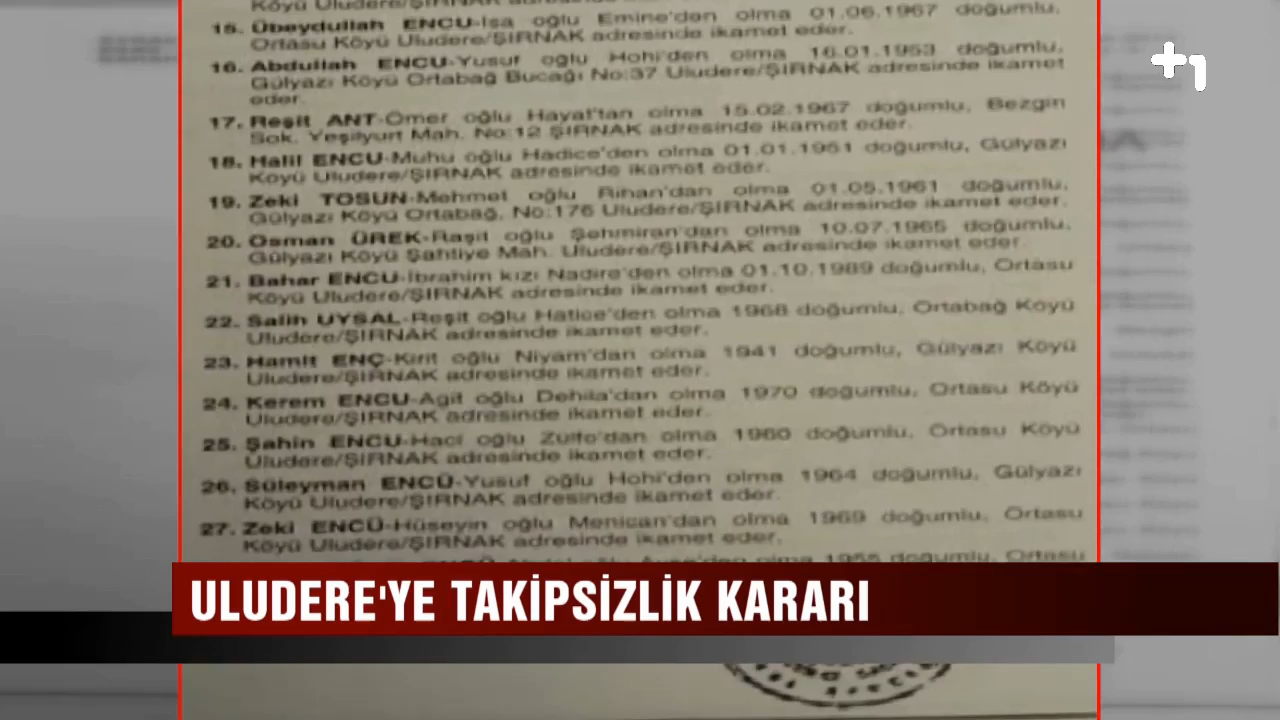 Köyü Uludere/ŞIRNAK adresinde ikamet eder.
15. Übeydullah ENCU-İsa oğlu Emine'den olma 01.06.1967 doğumlu,
Ortasu Köyü Uludere/ŞIRNAK adresinde ikamet eder.
16. Abdullah ENCU-Yusuf oğlu Hohi'den olma 16.01.1953 doğumlu,
Gülyazı Köyü Ortabağ Bucağı No:37 Uludere/ŞIRNAK adresinde ikamet
eder.
17. Reşit ANT-Ömer oğlu Hayat'tan olma 15.02.1967 doğumlu, Bezgin
Sok. Yeşilyurt Mah. No:12 ŞIRNAK adresinde ikamet eder.
18. Halil ENCU-Muhu oğlu Hadice'den olma 01.01.1951 doğumlu, Gülyazı
Köyü Uludere/ŞIRNAK adresinde ikamet eder.
19. Zeki TOSUN-Mehmet oğlu Rihan'dan olma 01.05.1961 doğumlu,
Gülyazı Köyü Ortabağ. No:176 Uludere/ŞIRNAK adresinde ikamet eder.
20. Osman ÜREK-Raşit oğlu Şehmiran'dan olma 10.07.1965 doğumlu,
Gülyazı Köyü Şahtiye Mah. Uludere/ŞIRNAK adresinde ikamet eder.
21. Bahar ENCU-İbrahim kızı Nadire'den olma 01.10.1989 doğumlu, Ortasu
Köyü Uludere/ŞIRNAK adresinde ikamet eder.
22. Salih UYSAL-Reşit oğlu Hatice'den olma 1968 doğumlu, Ortabağ Köyü
Uludere/ŞIRNAK adresinde ikamet eder.
23. Hamit ENÇ-Kirit oğlu Niyam'dan olma 1941 doğumlu, Gülyazı Köyü
Uludere/ŞIRNAK adresinde ikamet eder.
24. Kerem ENCU-Agit oğlu Dehila'dan olma 1970 doğumlu, Ortasu Köyü
Uludere/ŞIRNAK adresinde ikamet eder.
25. Şahin ENCU-Haci oğlu Zülfo'dan olma 1960 doğumlu, Ortasu Köyü
Uludere/ŞIRNAK adresinde ikamet eder.
26. Süleyman ENCÜ-Yusuf oğlu Hohi'den olma 1964 doğumlu, Gülyazı
Köyü Uludere/ŞIRNAK adresinde ikamet eder.
27. Zeki ENCÜ-Hüseyin oğlu Menican'dan olma 1969 doğumlu, Ortasu
Köyü Uludere/ŞIRNAK adresinde ikamet eder.
olma 1955 doğumlu, Ortasu
ULUDERE'YE TAKİPSİZLİK KARARI
+1